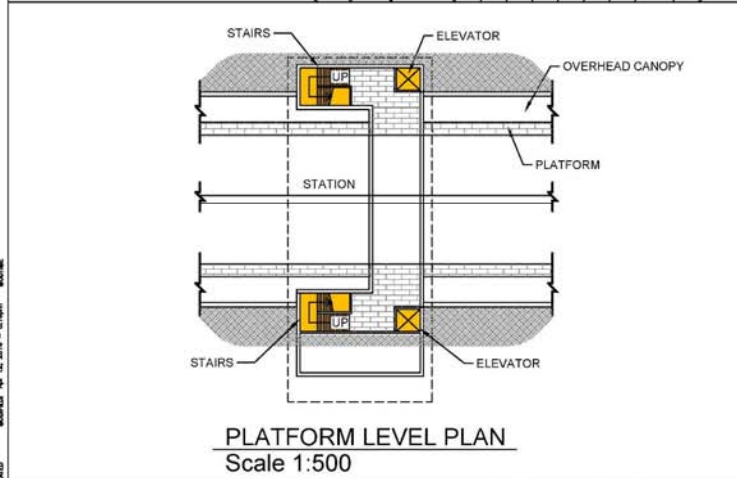 STAIRS
ELEVATOR
UP
OVERHEAD CANOPY
PLATFORM
STATION
UP
STAIRS
ELEVATOR
PLATFORM LEVEL PLAN
Scale 1:500